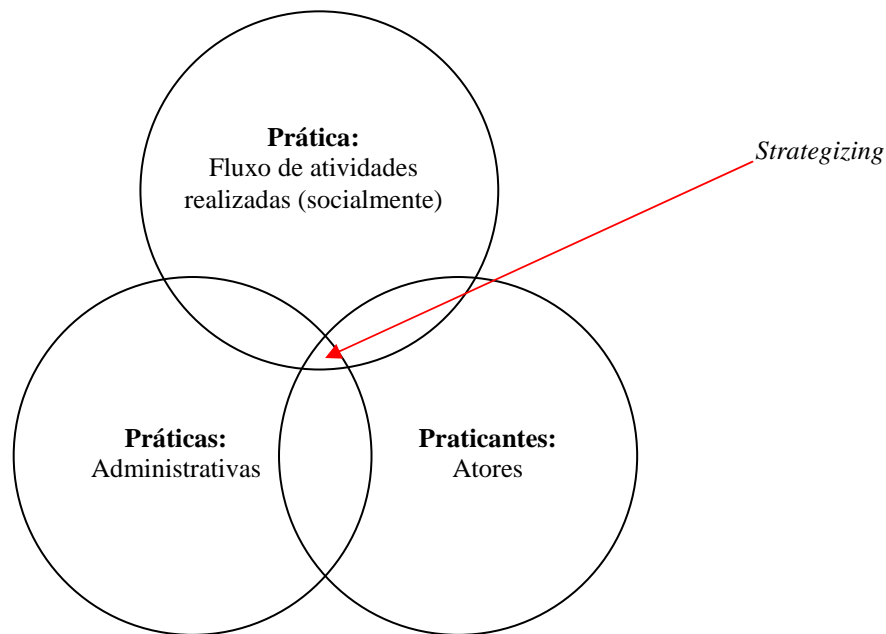 Prática:
Fluxo de atividades
realizadas (socialmente)
Strategizing
Práticas:
Administrativas
Praticantes:
Atores